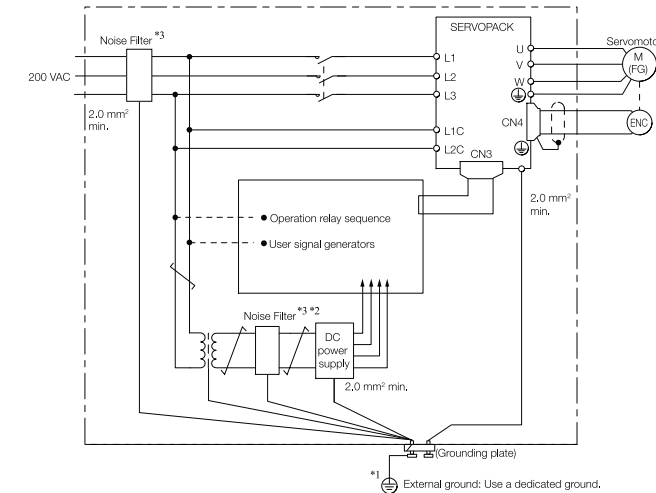 SERVOPACK
Noise Filter *3
Servomoto
U
M
(FG)
L1
V
200 VAC
L2
W
L3
2.0 mm²
min.
CN4
ENC
L1C
L2C
CN3
2.0 mm²
min.
Operation relay sequence
User signal generators
Noise Filter *3 *2
DC
power
supply
2.0 mm² min.
(Grounding plate)
*1
External ground: Use a dedicated ground.